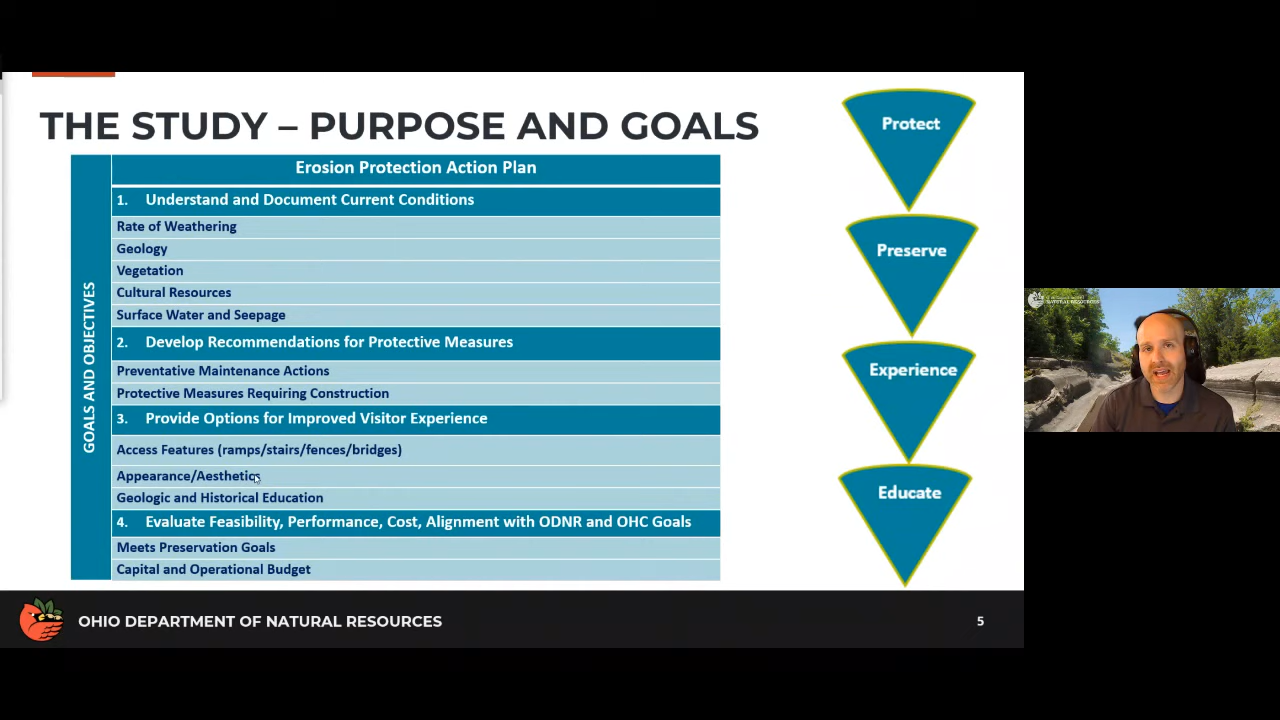 THE STUDY – PURPOSE AND GOALS
GOALS AND OBJECTIVES
Erosion Protection Action Plan
1. Understand and Document Current Conditions
Rate of Weathering
Geology
Vegetation
Cultural Resources
Surface Water and Seepage
2. Develop Recommendations for Protective Measures
Preventative Maintenance Actions
Protective Measures Requiring Construction
3. Provide Options for Improved Visitor Experience
Access Features (ramps/stairs/fences/bridges)
Appearance/Aesthetics
Geologic and Historical Education
4. Evaluate Feasibility, Performance, Cost, Alignment with ODNR and OHC Goals
Meets Preservation Goals
Capital and Operational Budget
Protect
Preserve
Experience
Educate
NATURAL RESOURCES
OHIO DEPARTMENT OF NATURAL RESOURCES
5